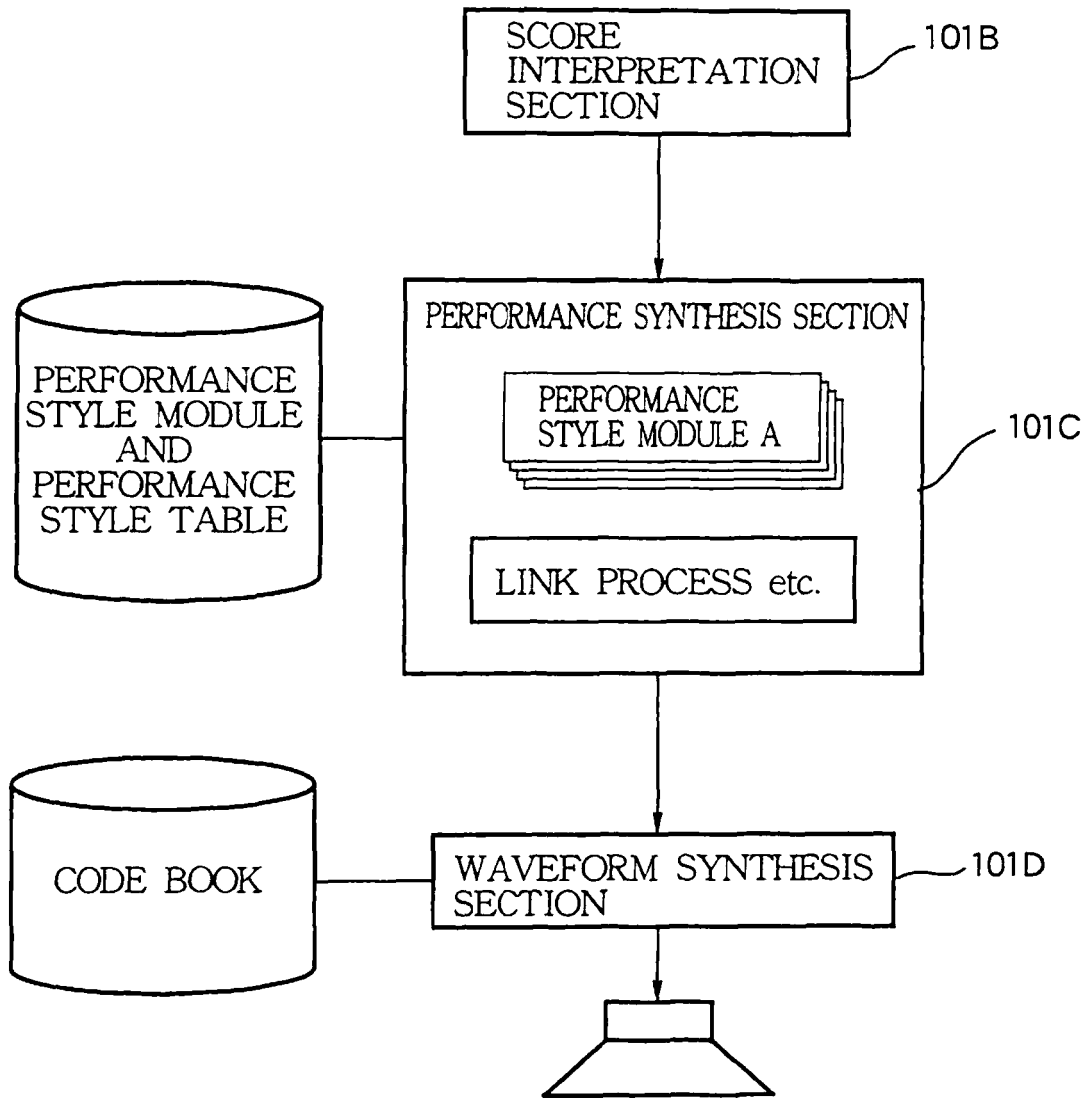 SCORE
INTERPRETATION
SECTION
101B
PERFORMANCE SYNTHESIS SECTION
PERFORMANCE
STYLE MODULE A
101C
LINK PROCESS etc.
PERFORMANCE
STYLE MODULE
AND
PERFORMANCE
STYLE TABLE
CODE BOOK
WAVEFORM SYNTHESIS
SECTION
101D